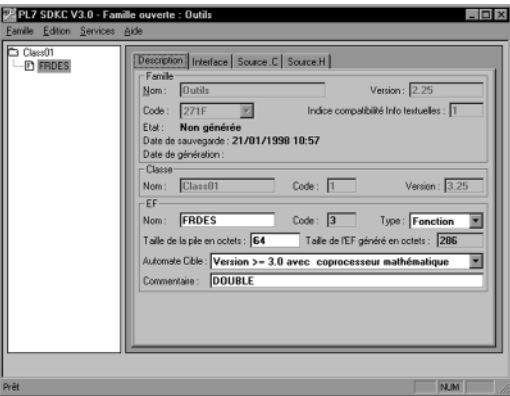 PL7 SDKC V3.0 - Famille ouverte : Outils
Famille Edition Services Aide
Class01
FRDES
Description Interface Source .C Source.H
Famille
Nom : Outils Version : 2.25
Code : 271F Indice compatibilité Info textuelles : 1
Etat : Non générée
Date de sauvegarde : 21/01/1998 10:57
Date de génération :
Classe
Nom : Class01 Code : 1 Version : 3.25
EF
Nom : FRDES Code : 3 Type : Fonction
Taille de la pile en octets : 64 Taille de l'EF généré en octets : 286
Automate Cible : Version >= 3.0 avec coprocesseur mathématique
Commentaire : DOUBLE
Prêt NUM